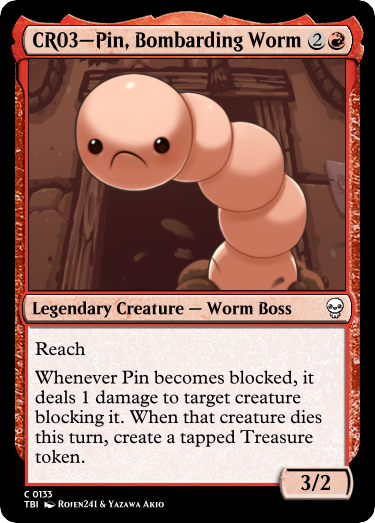 CR03—Pin, Bombarding Worm 2
Legendary Creature — Worm Boss
Reach
Whenever Pin becomes blocked, it
deals 1 damage to target creature
blocking it. When that creature dies
this turn, create a tapped Treasure
token.
3/2
C 0133
TBI Roien241 & Yazawa Akio